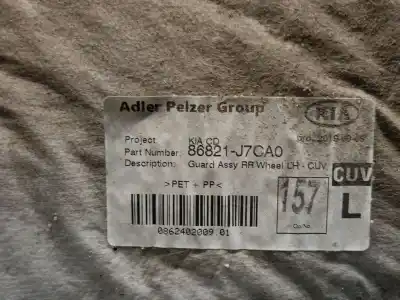 Adler Pelzer Group
KIA
Project: KIA CD
Part Number: 86821-J7CA0
Description: Guard Assy RR Wheel LH - CUV
>PET + PP<
157
CUV
L
0862402009.01